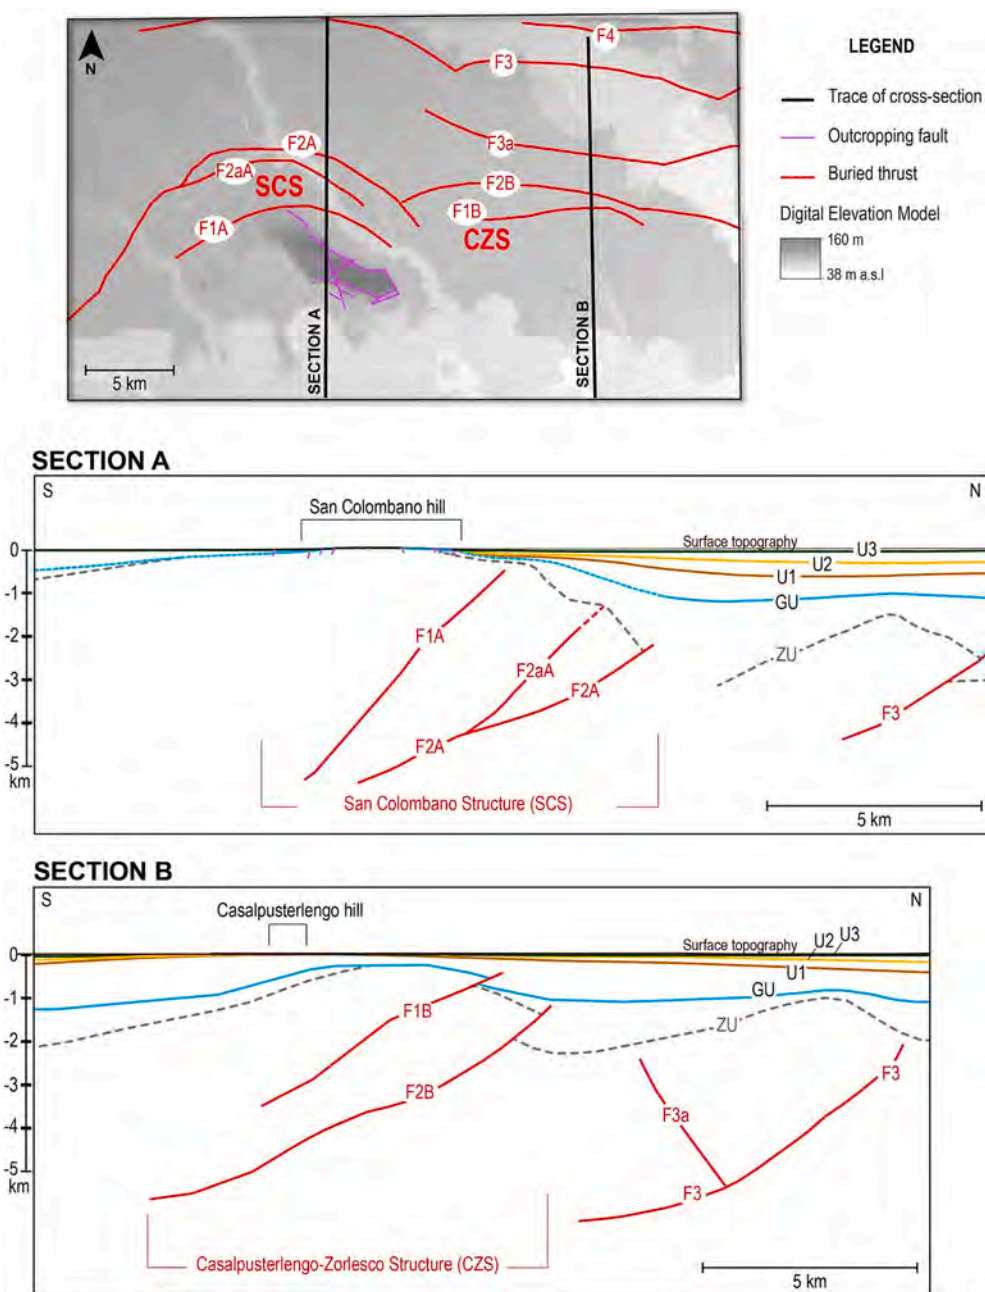 N
F4
F3
F2A
F3a
F2aA
SCS
F2B
F1A
F1B
CZS
SECTION A
SECTION B
5 km
LEGEND
Trace of cross-section
Outcropping fault
Buried thrust
Digital Elevation Model
160 m
38 m a.s.l
SECTION A
S
N
San Colombano hill
Surface topography
U3
U2
U1
GU
ZU
0
-1
-2
-3
-4
-5
km
F1A
F2aA
F2A
F2A
F3
San Colombano Structure (SCS)
5 km
SECTION B
S
N
Casalpusterlengo hill
Surface topography
U2
U3
U1
GU
ZU
0
-1
-2
-3
-4
-5
km
F1B
F2B
F3a
F3
F3
Casalpusterlengo-Zorlesco Structure (CZS)
5 km